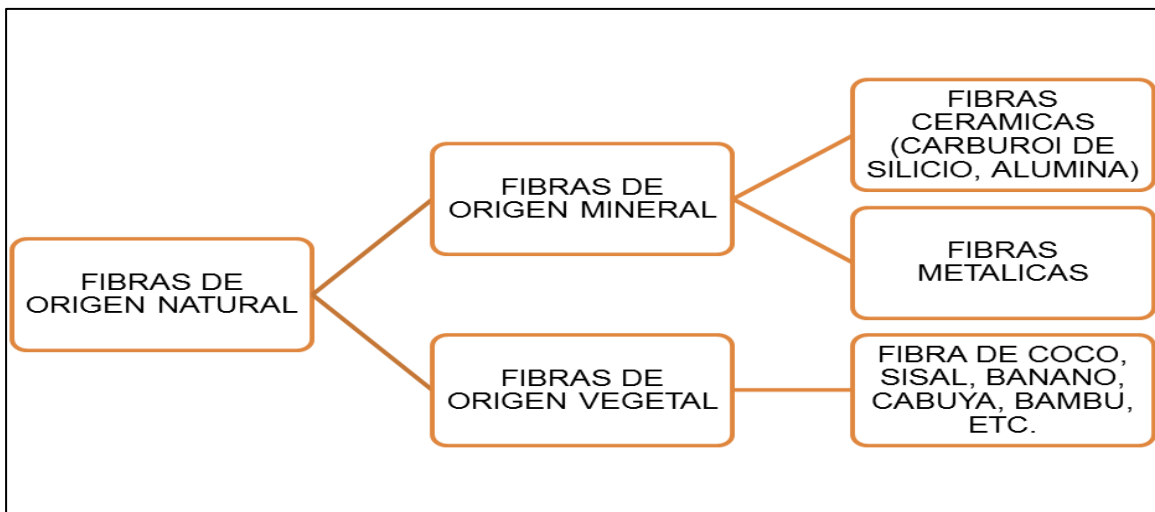 FIBRAS DE
ORIGEN NATURAL
FIBRAS DE
ORIGEN MINERAL
FIBRAS
CERAMICAS
(CARBUROI DE
SILICIO, ALUMINA)
FIBRAS
METALICAS
FIBRAS DE
ORIGEN VEGETAL
FIBRA DE COCO,
SISAL, BANANO,
CABUYA, BAMBU,
ETC.